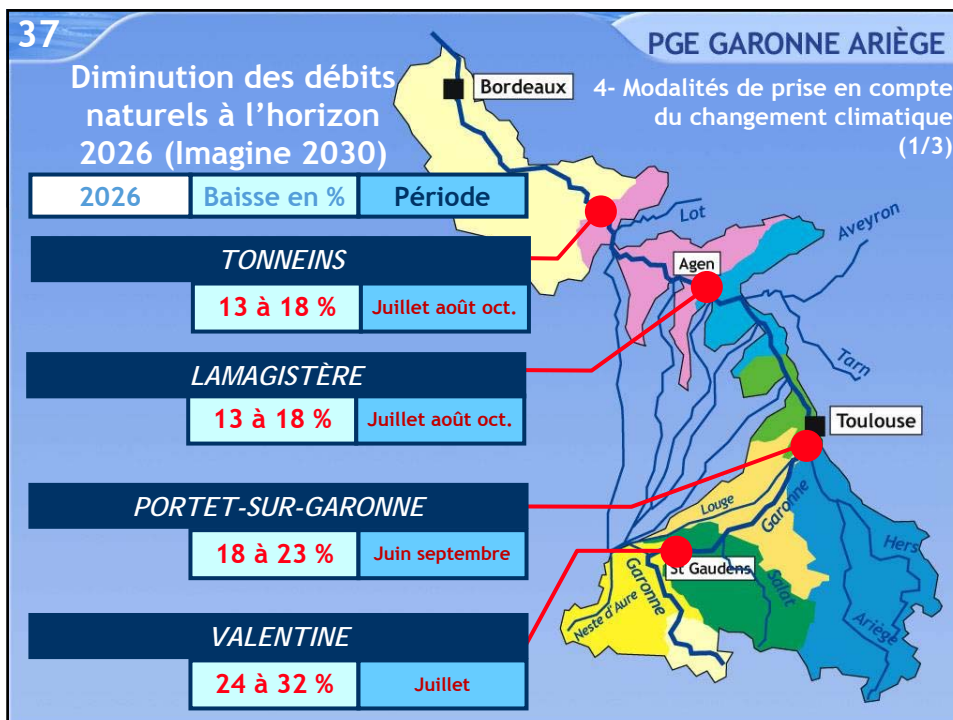 37
PGE GARONNE ARIÈGE
Diminution des débits
naturels à l’horizon
2026 (Imagine 2030)
4- Modalités de prise en compte
du changement climatique
(1/3)
2026 Baisse en % Période
TONNEINS
13 à 18 % Juillet août oct.
LAMAGISTÈRE
13 à 18 % Juillet août oct.
PORTET-SUR-GARONNE
18 à 23 % Juin septembre
VALENTINE
24 à 32 % Juillet
Bordeaux
Lot
Aveyron
Agen
Tarn
Toulouse
Louge
Garonne
Hers
St Gaudens
Salat
Garonne
Neste d'Aure
Ariège